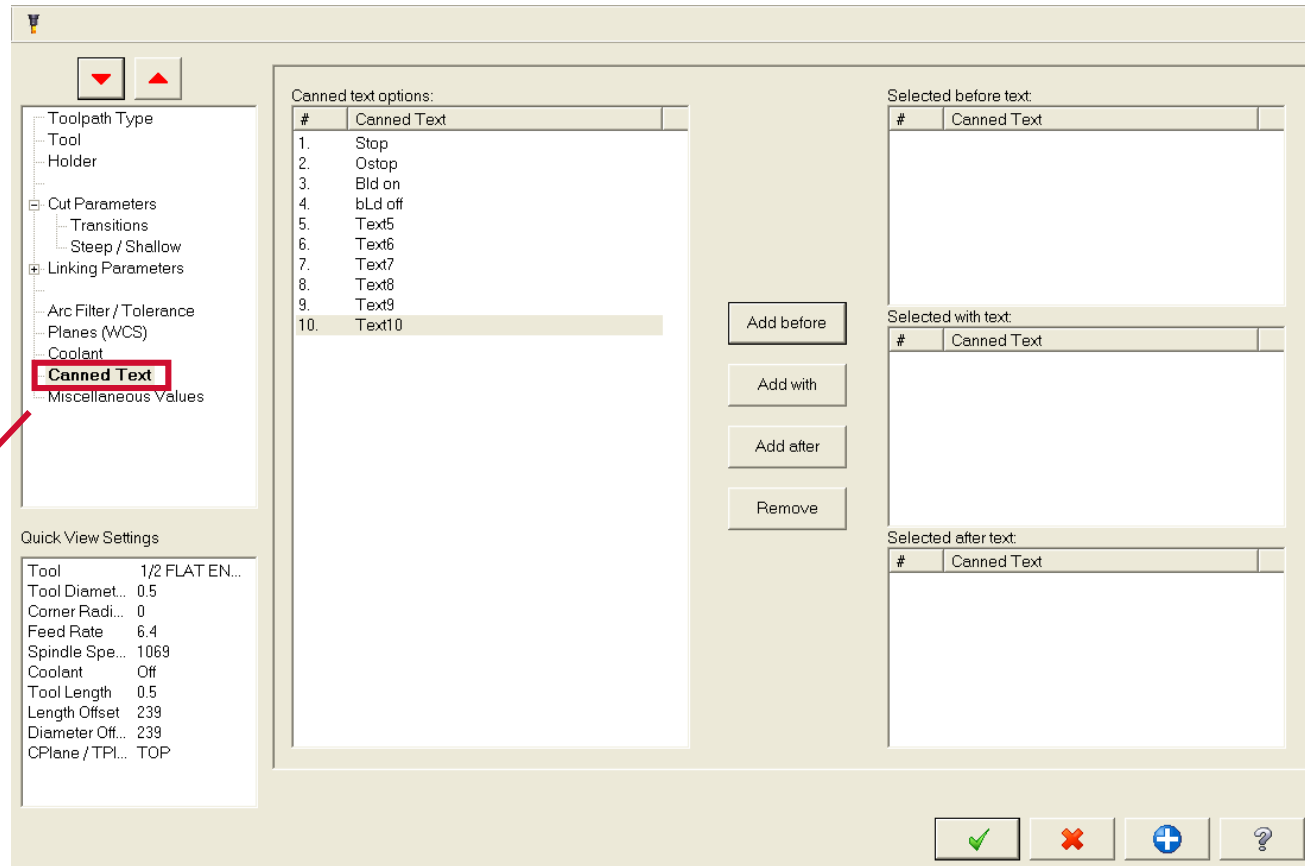 Toolpath Type
Tool
Holder
Cut Parameters
Transitions
Steep / Shallow
Linking Parameters
Arc Filter / Tolerance
Planes (WCS)
Coolant
Canned Text
Miscellaneous Values
Quick View Settings
Tool 1/2 FLAT EN...
Tool Diamet... 0.5
Corner Radi... 0
Feed Rate 6.4
Spindle Spe... 1069
Coolant Off
Tool Length 0.5
Length Offset 239
Diameter Off... 239
CPlane / TPl... TOP
Canned text options:
# Canned Text
1. Stop
2. Ostop
3. Bld on
4. bLd off
5. Text5
6. Text6
7. Text7
8. Text8
9. Text9
10. Text10
Add before
Add with
Add after
Remove
Selected before text:
# Canned Text
Selected with text:
# Canned Text
Selected after text:
# Canned Text